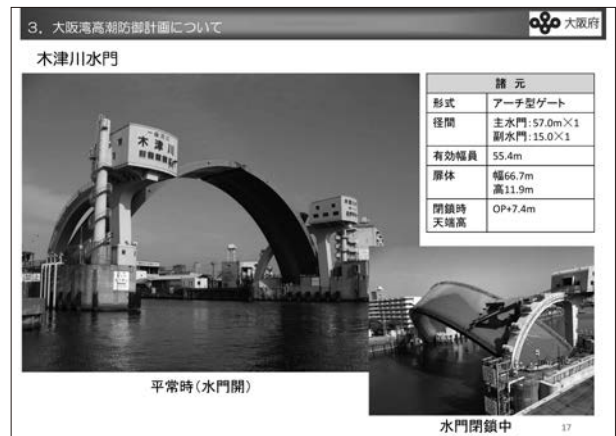 3. 大阪湾高潮防御計画について
大阪府
木津川水門
諸 元
形式 アーチ型ゲート
径間 主水門:57.0m×1
副水門:15.0×1
有効幅員 55.4m
扉体 幅66.7m
高11.9m
閉鎖時 OP+7.4m
天端高
木津川
水門
平常時(水門開)
水門閉鎖中
17